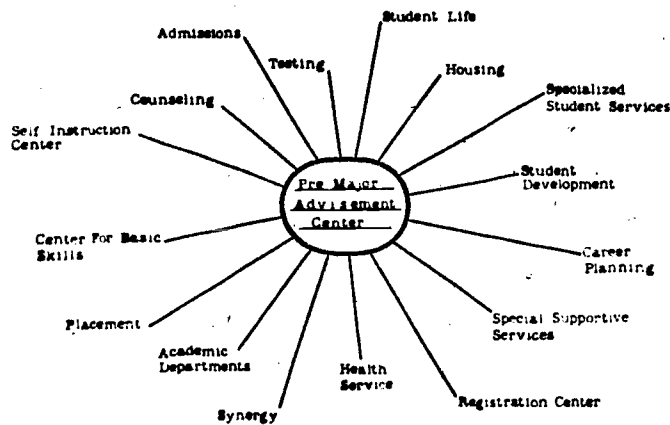 Student Life
Admissions
Testing
Housing
Counseling
Specialized
Student Services
Self Instruction
Center
Student
Development
Pre Major
Advisement
Center
Center For Basic
Skills
Career
Planning
Placement
Special Supportive
Services
Academic
Departments
Health
Service
Synergy
Registration Center